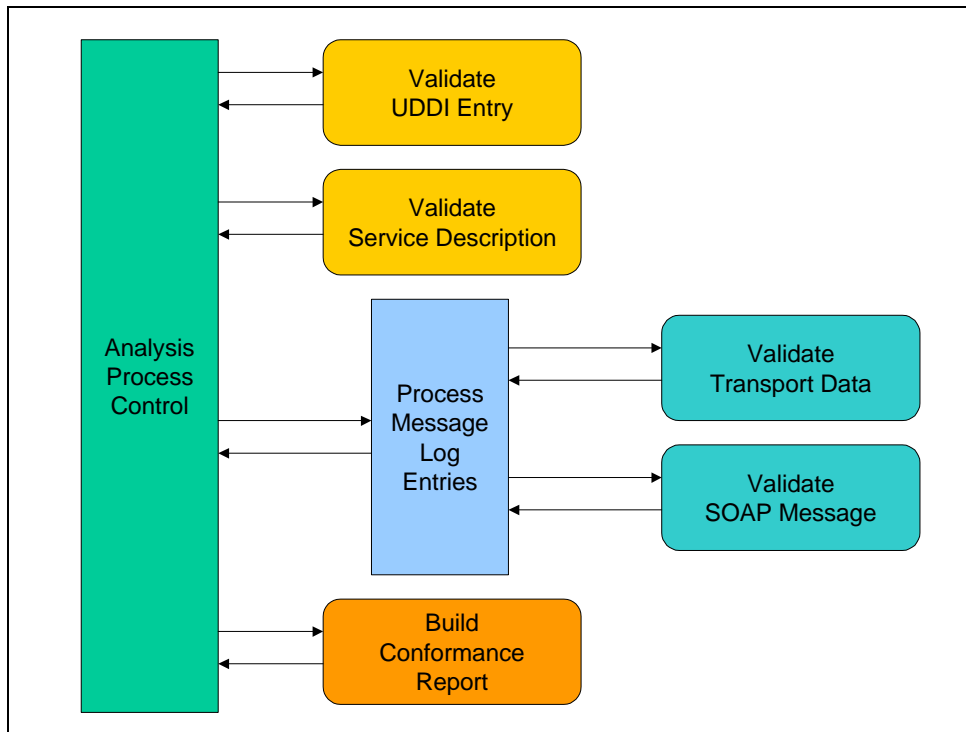 Validate
UDDI Entry
Validate
Service Description
Analysis
Process
Control
Process
Message
Log
Entries
Validate
Transport Data
Validate
SOAP Message
Build
Conformance
Report